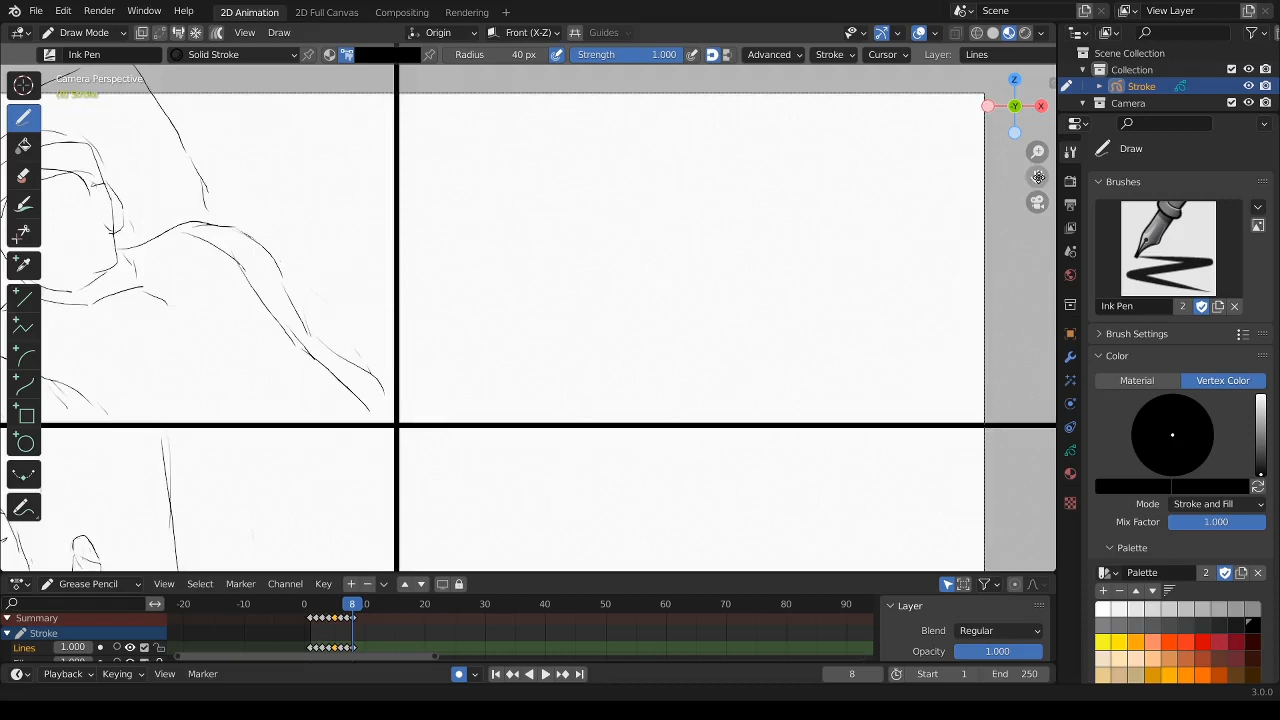 File Edit Render Window Help 2D Animation 2D Full Canvas Compositing Rendering + Scene View Layer
Draw Mode View Draw Origin Front (X-Z) Guides
Ink Pen Solid Stroke Radius 40 px Strength 1.000 Advanced Stroke Cursor Layer: Lines
Camera Perspective
(8) Stroke
Z
Y
X
Scene Collection
Collection
Stroke
Camera
Draw
Brushes
Ink Pen 2
Brush Settings
Color
Material Vertex Color
Mode Stroke and Fill
Mix Factor 1.000
Palette
Palette 2
Grease Pencil View Select Marker Channel Key
-20 -10 0 8 10 20 30 40 50 60 70 80 90
Summary
Stroke
Lines 1.000
Layer
Blend Regular
Opacity 1.000
Playback Keying View Marker 8 Start 1 End 250
3.0.0